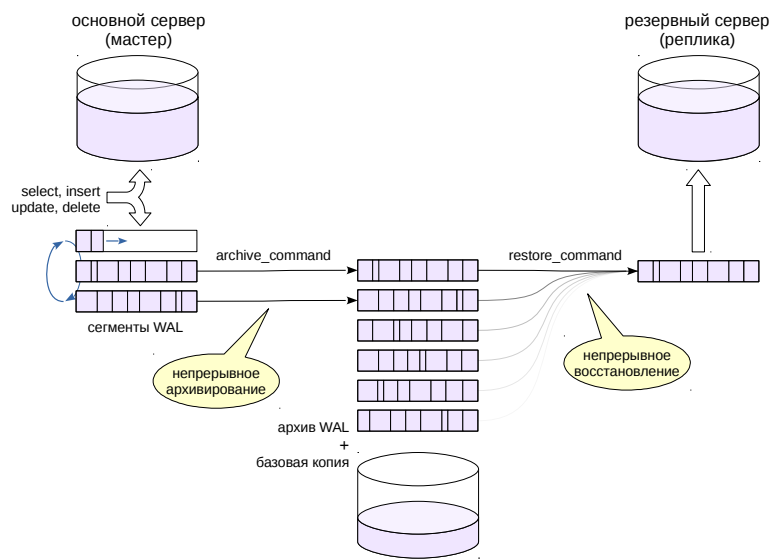 основной сервер
(мастер)
резервный сервер
(реплика)
select, insert
update, delete
archive_command
restore_command
сегменты WAL
непрерывное
архивирование
непрерывное
восстановление
архив WAL
+
базовая копия